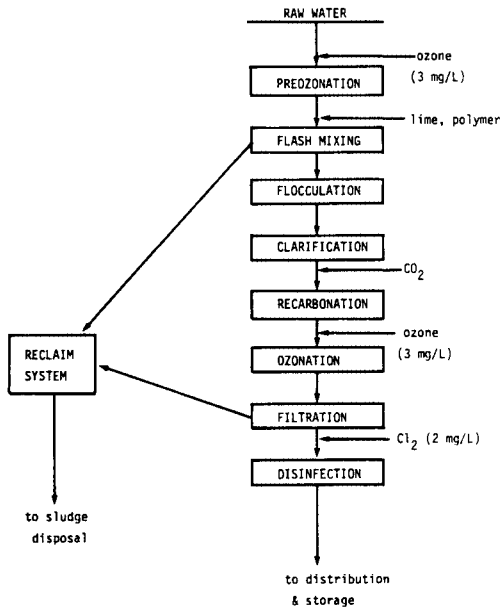 RAW WATER
ozone
(3 mg/L)
PREOZONATION
lime, polymer
FLASH MIXING
FLOCCULATION
CLARIFICATION
CO2
RECARBONATION
ozone
(3 mg/L)
RECLAIM
SYSTEM
OZONATION
FILTRATION
Cl2 (2 mg/L)
DISINFECTION
to sludge
disposal
to distribution
& storage